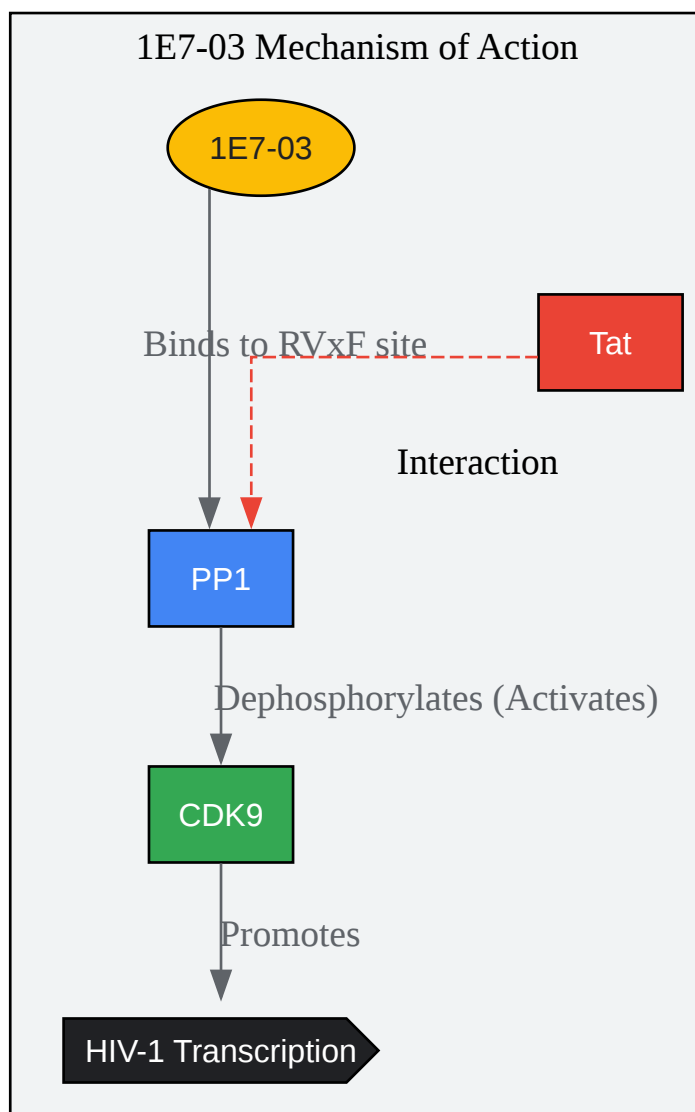 1E7-03 Mechanism of Action
1E7-03
Binds to RVxF site
Tat
Interaction
PP1
Dephosphorylates (Activates)
CDK9
Promotes
HIV-1 Transcription